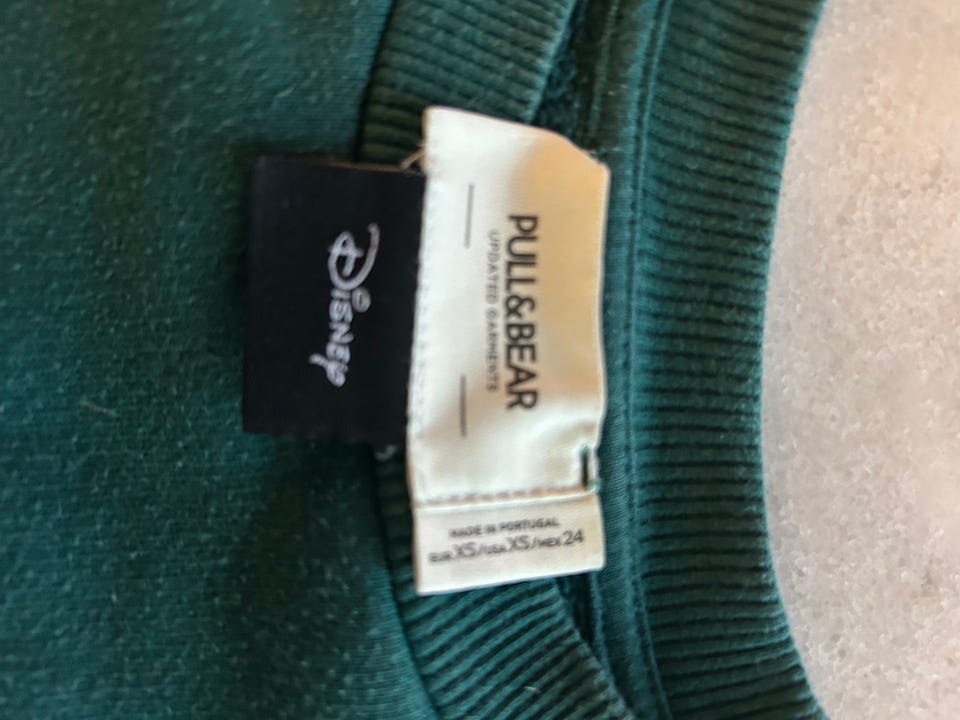 PULL&BEAR
UPDATED GARMENTS
Disney
MADE IN PORTUGAL
EUR XS/USA XS/MEX 24